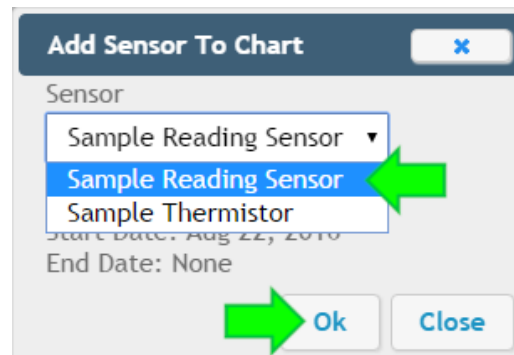 Add Sensor To Chart
Sensor
Sample Reading Sensor
Sample Reading Sensor
Sample Thermistor
Start Date: Aug 22, 2016
End Date: None
Ok Close